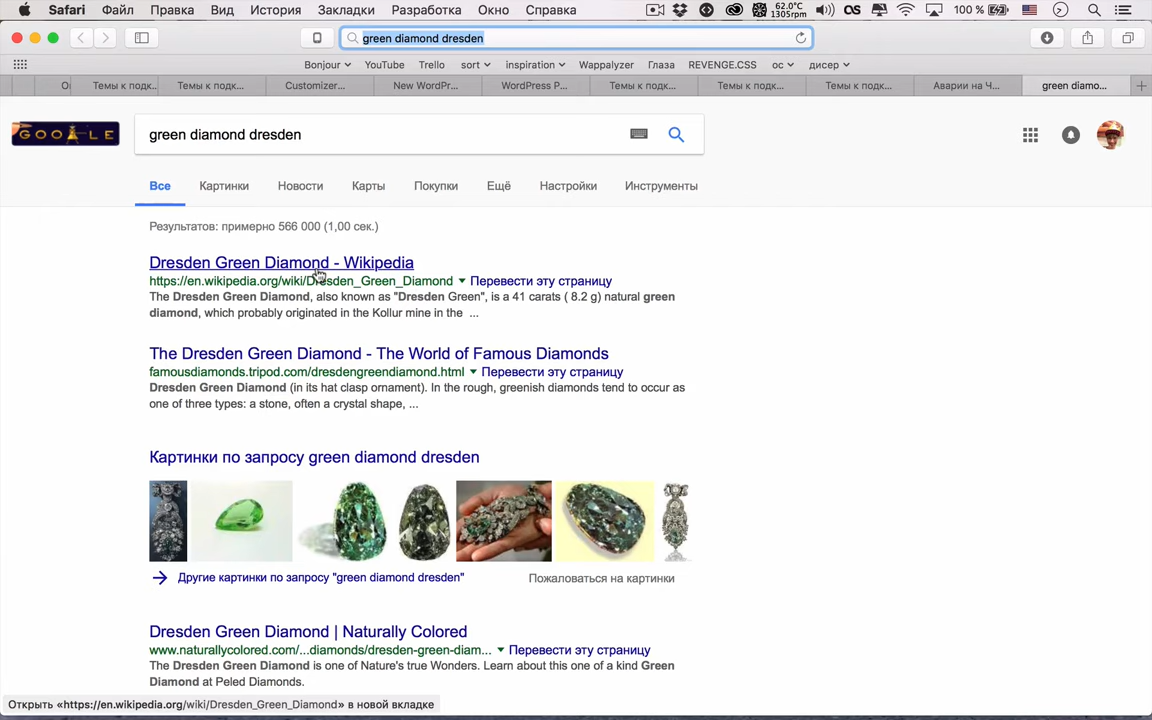 Safari Файл Правка Вид История Закладки Разработка Окно Справка 62.0°C 1305rpm 100 %
green diamond dresden
Bonjour YouTube Trello sort inspiration Wappalyzer Глаза REVENGE.CSS ос дисер
Темы к подк... Темы к подк... Customizer... New WordPr... WordPress P... Темы к подк... Темы к подк... Темы к подк... Аварии на Ч... green diamo...
GOOGLE green diamond dresden
Все Картинки Новости Карты Покупки Ещё Настройки Инструменты
Результатов: примерно 566 000 (1,00 сек.)
Dresden Green Diamond - Wikipedia
https://en.wikipedia.org/wiki/Dresden_Green_Diamond Перевести эту страницу
The Dresden Green Diamond, also known as "Dresden Green", is a 41 carats ( 8.2 g) natural green
diamond, which probably originated in the Kollur mine in the ...
The Dresden Green Diamond - The World of Famous Diamonds
famousdiamonds.tripod.com/dresdengreendiamond.html Перевести эту страницу
Dresden Green Diamond (in its hat clasp ornament). In the rough, greenish diamonds tend to occur as
one of three types: a stone, often a crystal shape, ...
Картинки по запросу green diamond dresden
Другие картинки по запросу "green diamond dresden" Пожаловаться на картинки
Dresden Green Diamond | Naturally Colored
www.naturallycolored.com/...diamonds/dresden-green-diam... Перевести эту страницу
The Dresden Green Diamond is one of Nature's true Wonders. Learn about this one of a kind Green
Diamond at Peled Diamonds.
Открыть «https://en.wikipedia.org/wiki/Dresden_Green_Diamond» в новой вкладке